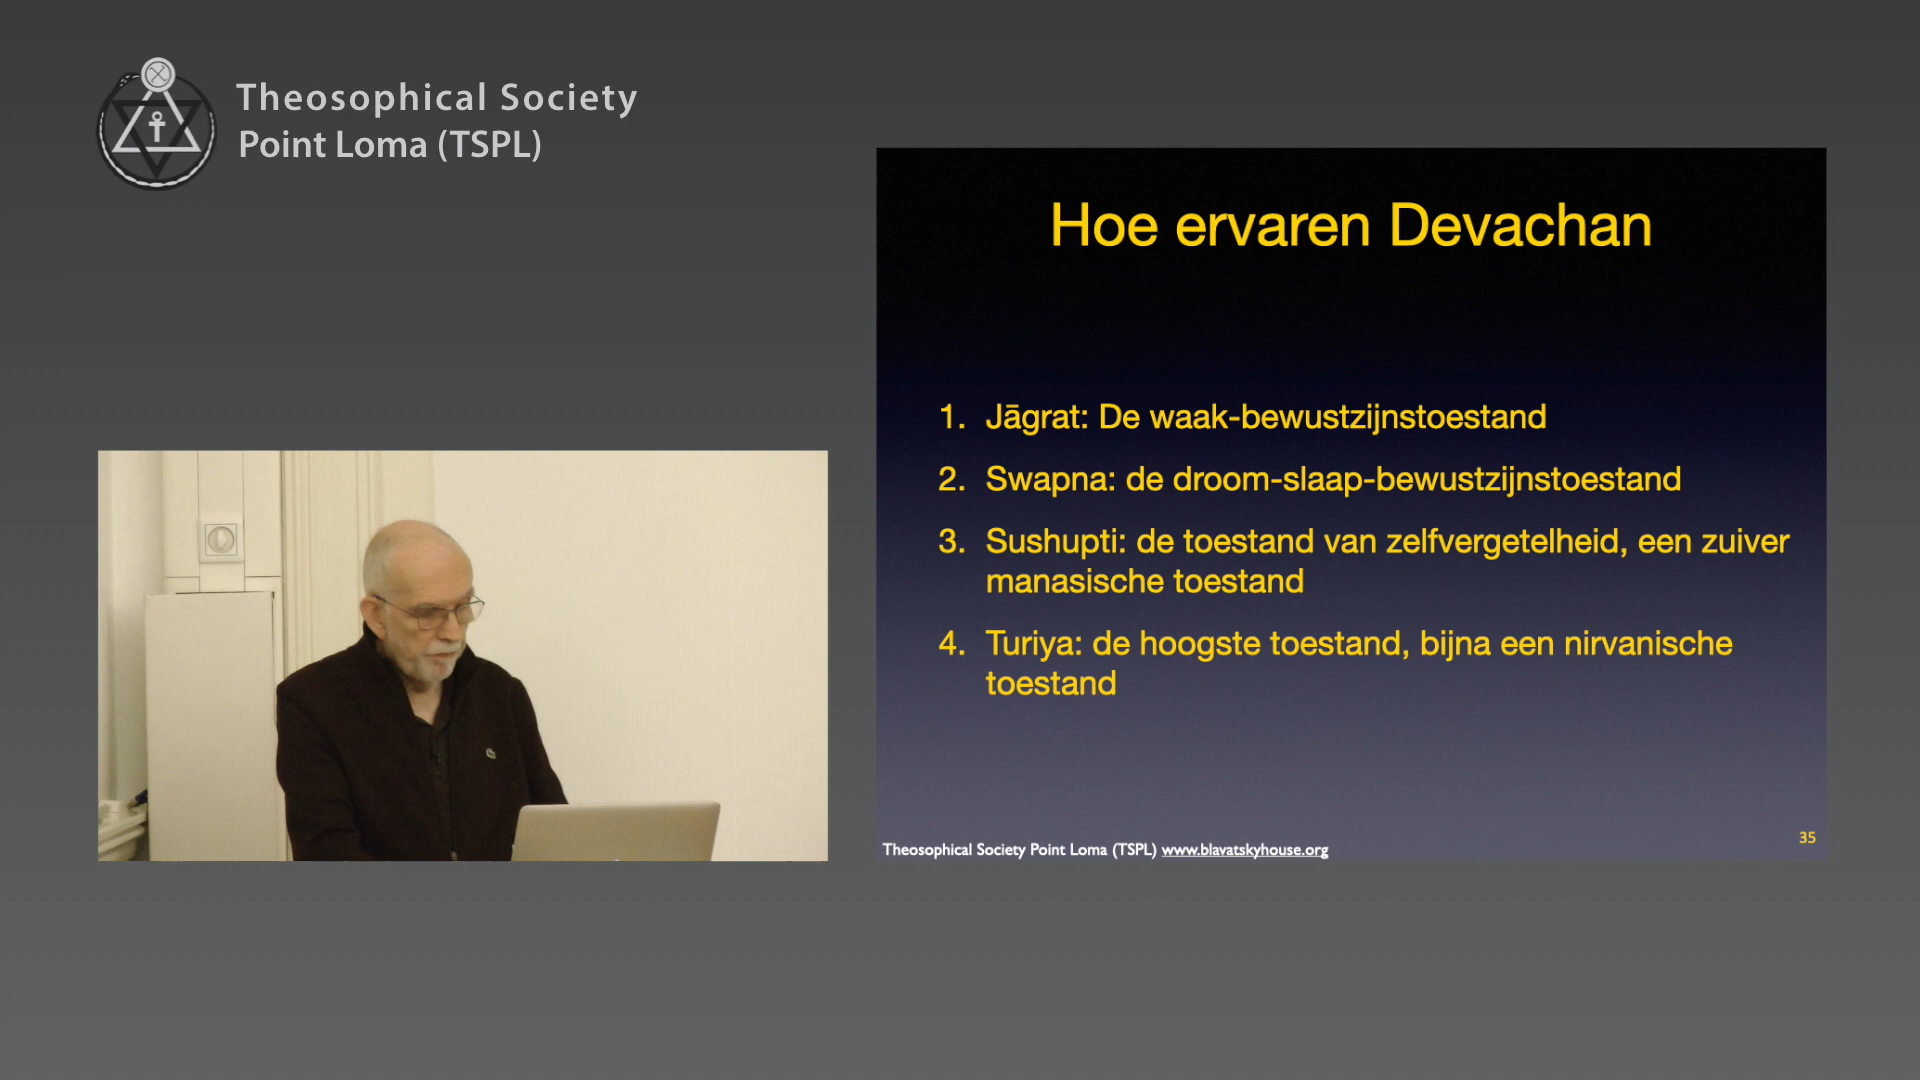 Theosophical Society
Point Loma (TSPL)
Hoe ervaren Devachan
1. Jāgrat: De waak-bewustzijnstoestand
2. Swapna: de droom-slaap-bewustzijnstoestand
3. Sushupti: de toestand van zelfvergetelheid, een zuiver
manasische toestand
4. Turiya: de hoogste toestand, bijna een nirvanische
toestand
Theosophical Society Point Loma (TSPL) www.blavatskyhouse.org
35